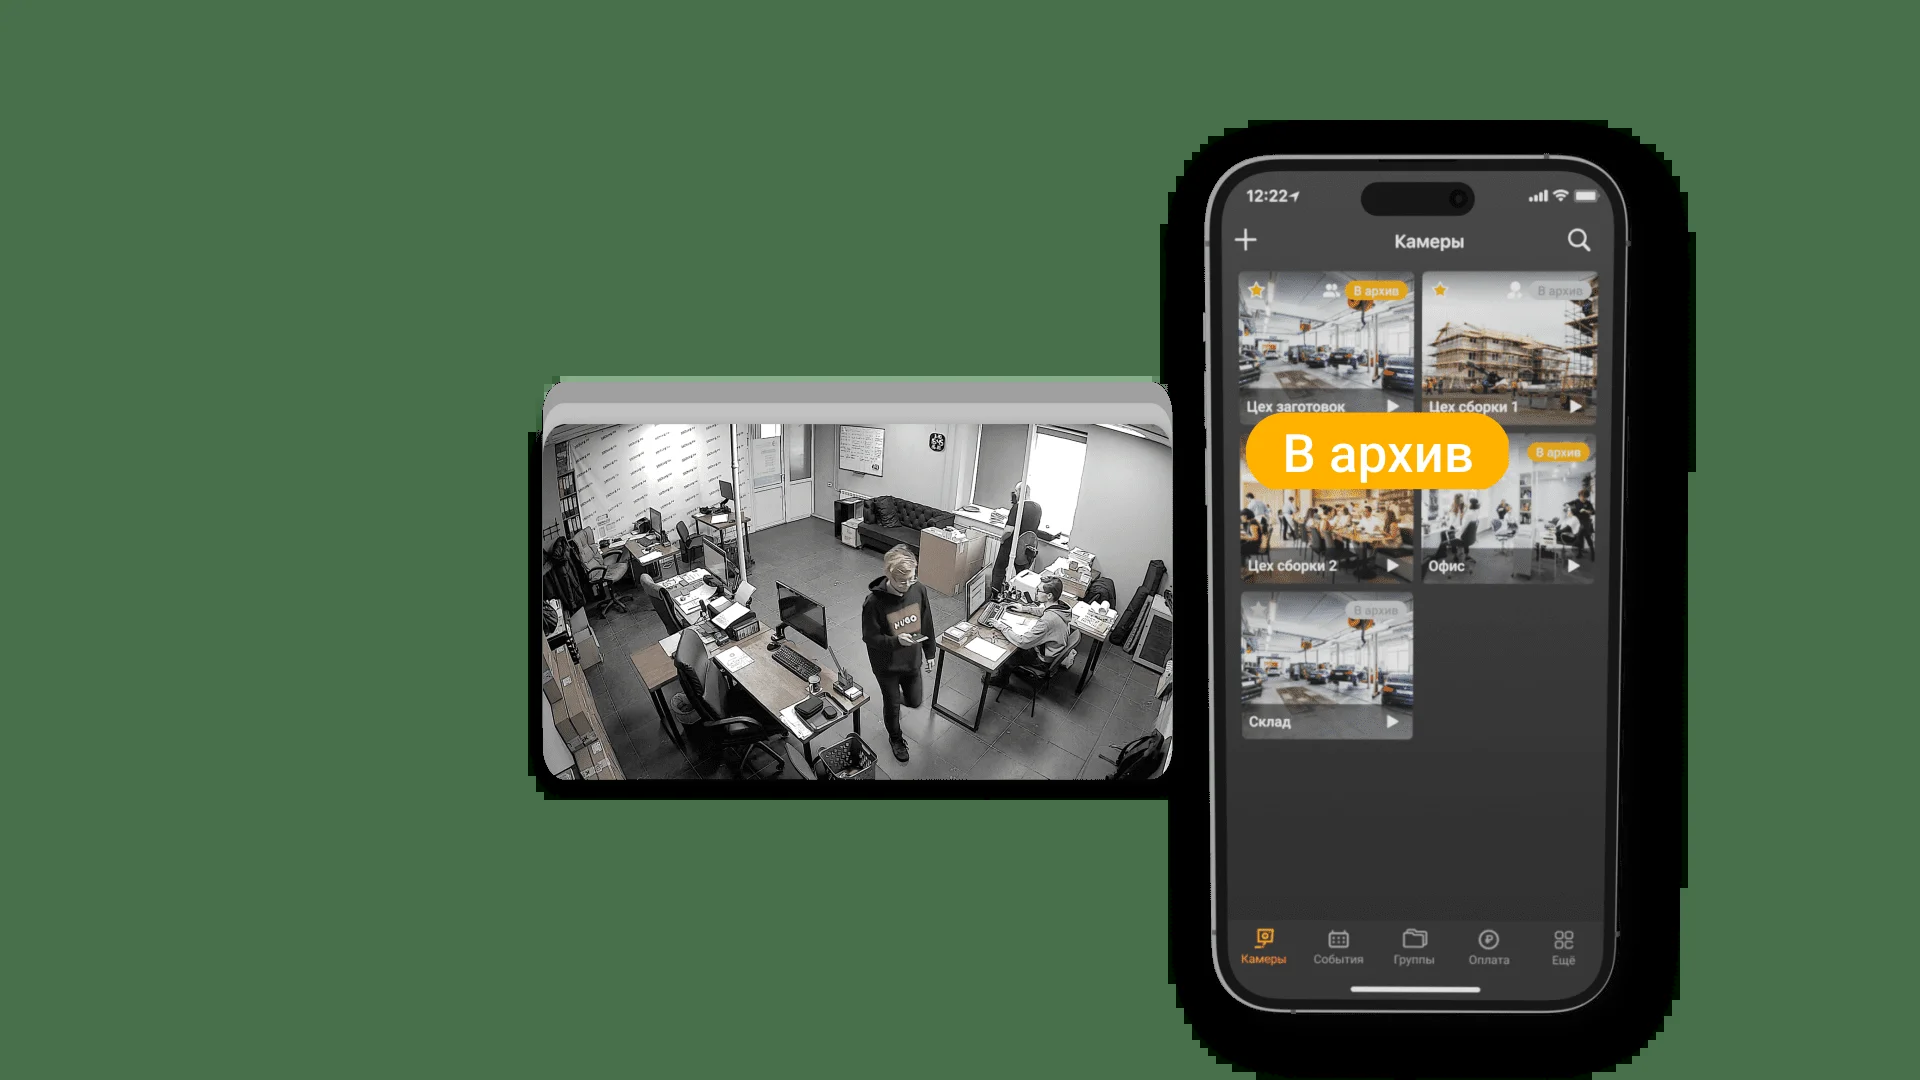 12:22
Камеры
В архив
В архив
Цех заготовок
Цех сборки 1
В архив
В архив
Цех сборки 2
Офис
В архив
Склад
HUGO
Камеры
События
Группы
Оплата
Ещё